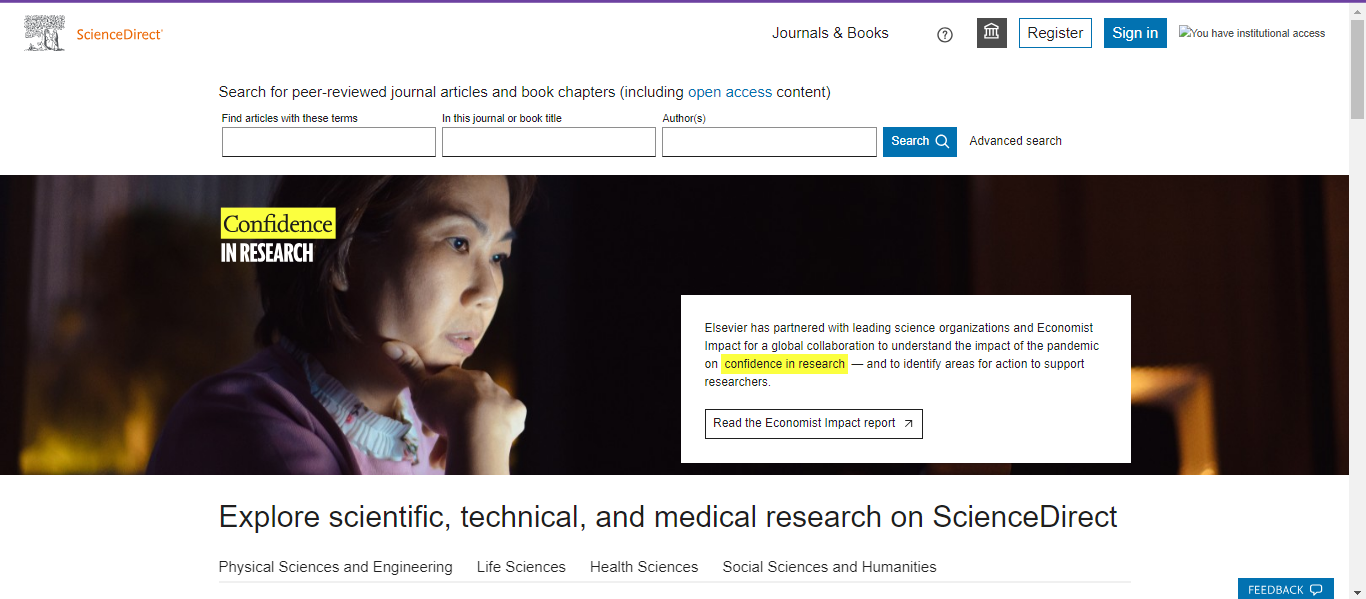 ScienceDirect
Journals & Books
?
Register
Sign in
You have institutional access
Search for peer-reviewed journal articles and book chapters (including open access content)
Find articles with these terms
In this journal or book title
Author(s)
Search
Advanced search
Confidence
IN RESEARCH
Elsevier has partnered with leading science organizations and Economist
Impact for a global collaboration to understand the impact of the pandemic
on confidence in research — and to identify areas for action to support
researchers.
Read the Economist Impact report
Explore scientific, technical, and medical research on ScienceDirect
Physical Sciences and Engineering
Life Sciences
Health Sciences
Social Sciences and Humanities
FEEDBACK